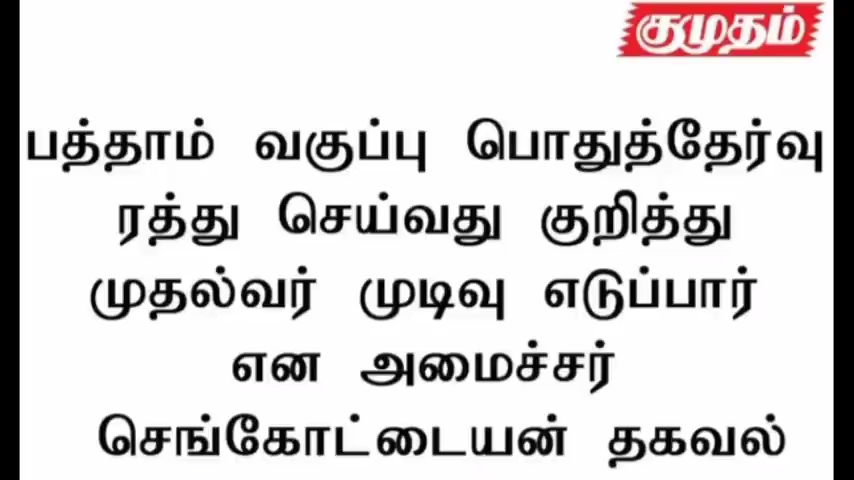 குமுதம்
பத்தாம் வகுப்பு பொதுத்தேர்வு
ரத்து செய்வது குறித்து
முதல்வர் முடிவு எடுப்பார்
என அமைச்சர்
செங்கோட்டையன் தகவல்